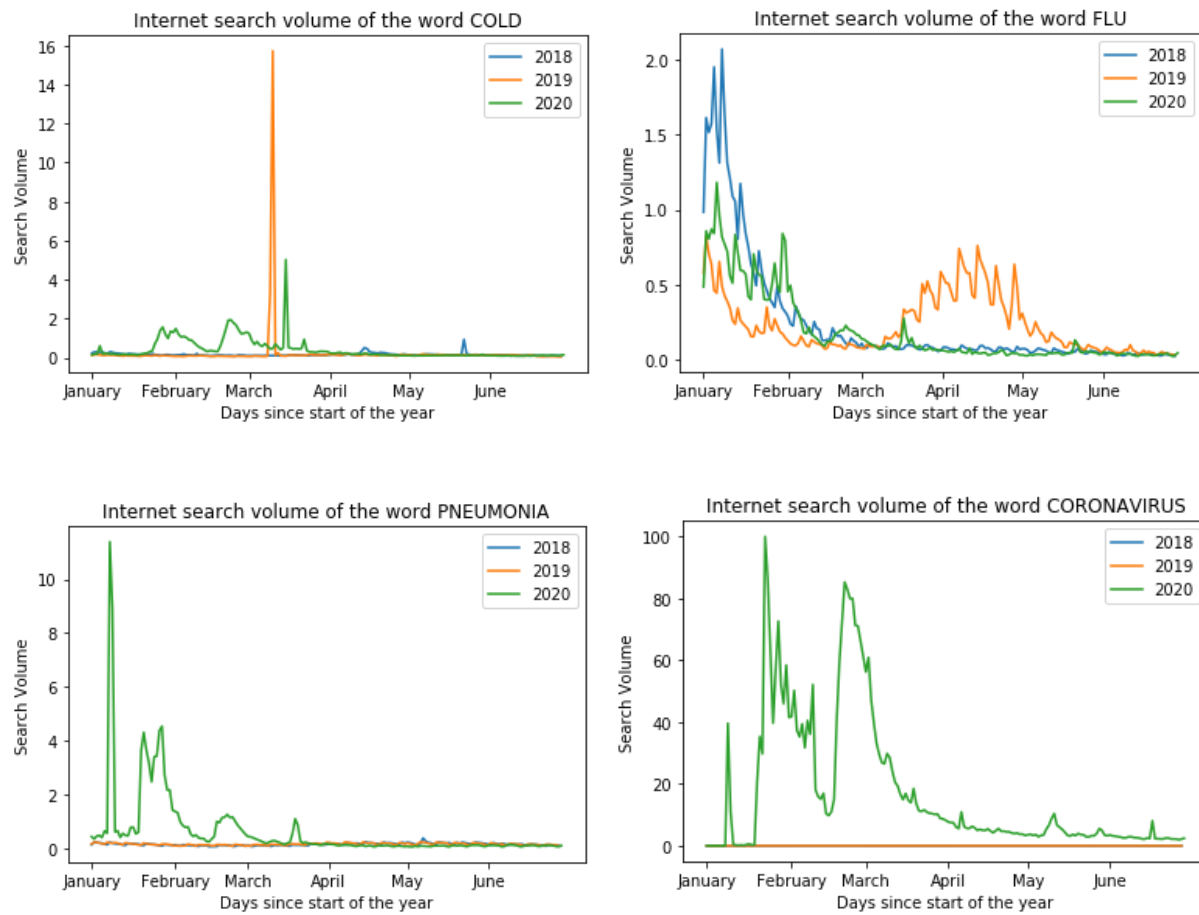 Internet search volume of the word COLD
16
14
12
10
8
6
4
2
0
Search Volume
2018
2019
2020
January February March April May June
Days since start of the year
Internet search volume of the word FLU
2.0
1.5
1.0
0.5
0.0
Search Volume
2018
2019
2020
January February March April May June
Days since start of the year
Internet search volume of the word PNEUMONIA
10
8
6
4
2
0
Search Volume
2018
2019
2020
January February March April May June
Days since start of the year
Internet search volume of the word CORONAVIRUS
100
80
60
40
20
0
Search Volume
2018
2019
2020
January February March April May June
Days since start of the year